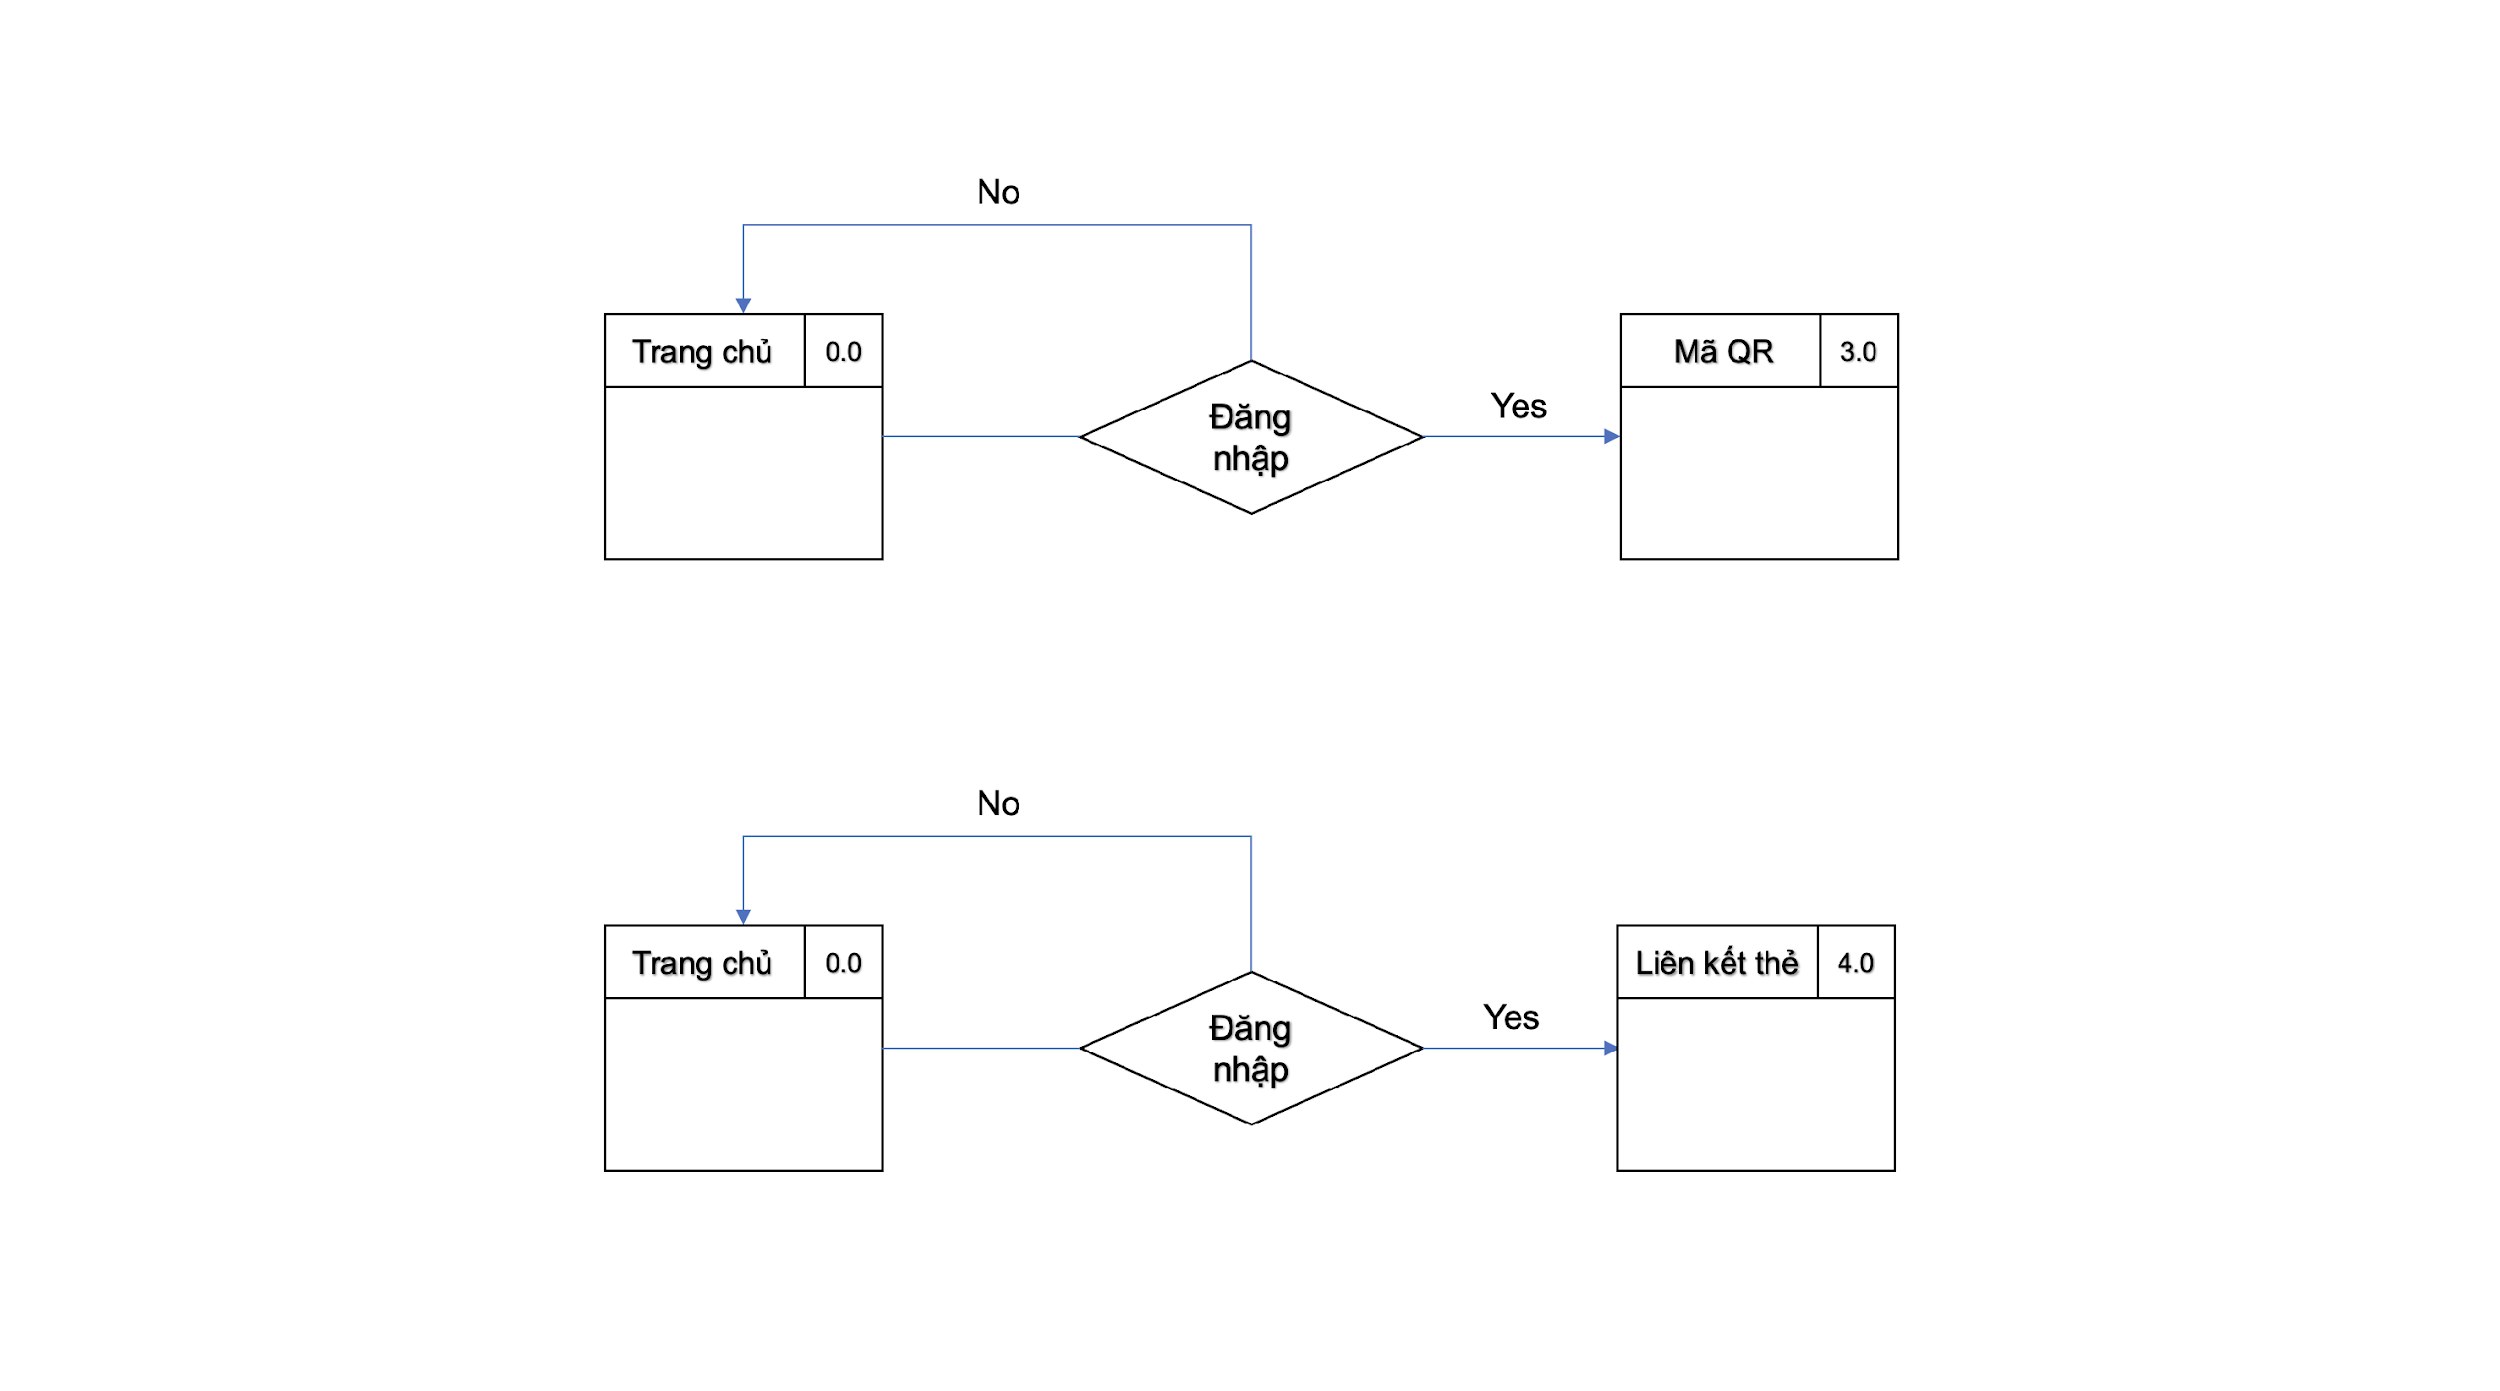 No
Trang chủ 0.0
Mã QR 3.0
Đăng
nhập
Yes
No
Trang chủ 0.0
Liên kết thẻ 4.0
Đăng
nhập
Yes